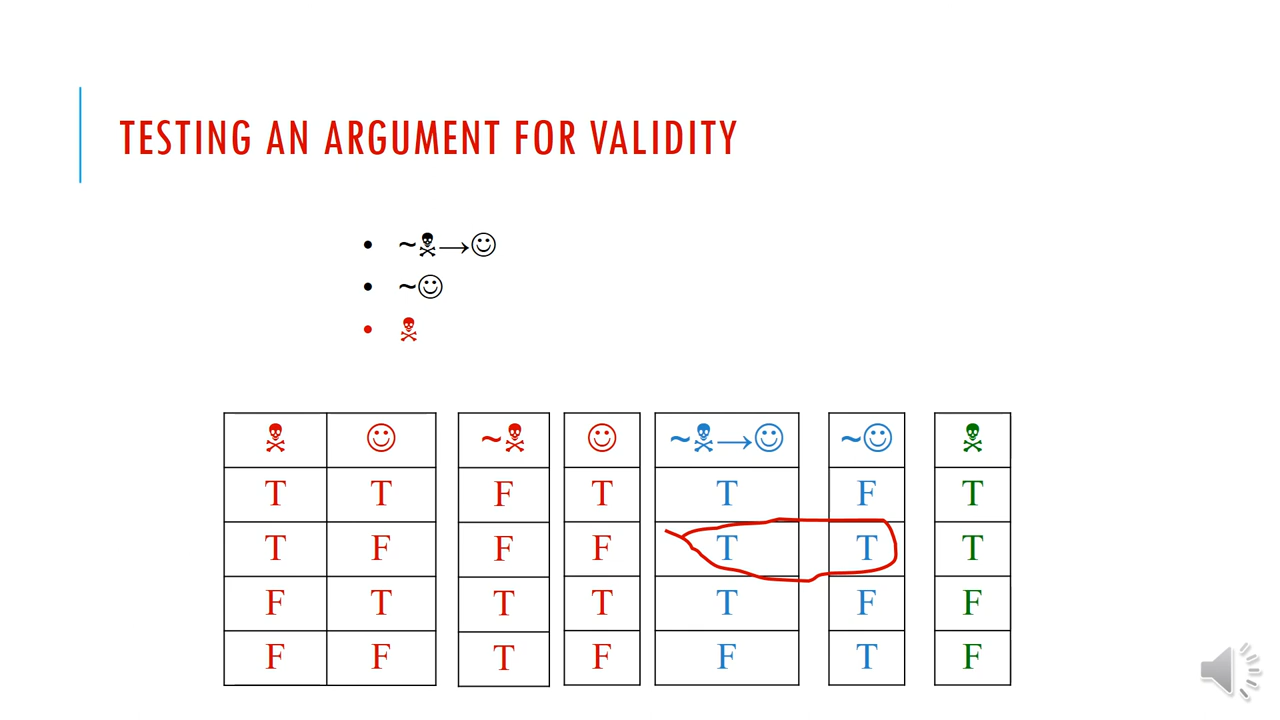 TESTING AN ARGUMENT FOR VALIDITY
• ~☠→☺
• ~☺
• ☠
☠ ☺ ~☠ ☺ ~☠→☺ ~☺ ☠
T T F T T F T
T F F F T T T
F T T T T F F
F F T F F T F